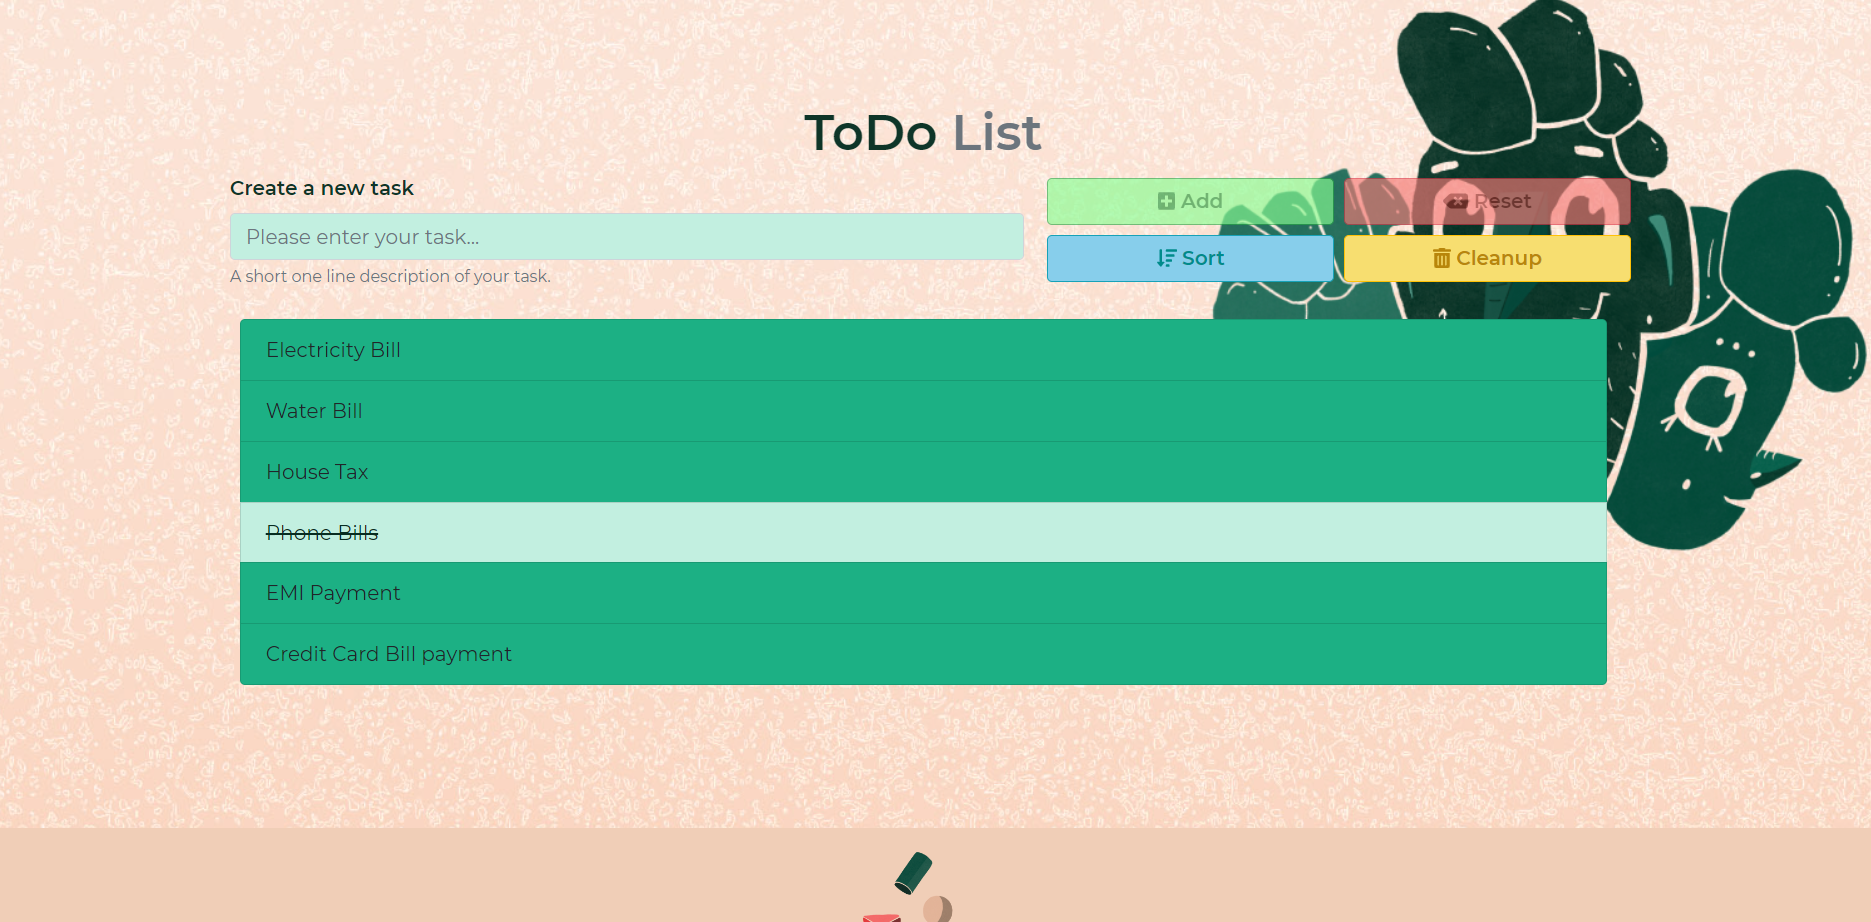 ToDo List
Create a new task
Add
Reset
Please enter your task...
Sort
Cleanup
A short one line description of your task.
Electricity Bill
Water Bill
House Tax
Phone Bills
EMI Payment
Credit Card Bill payment